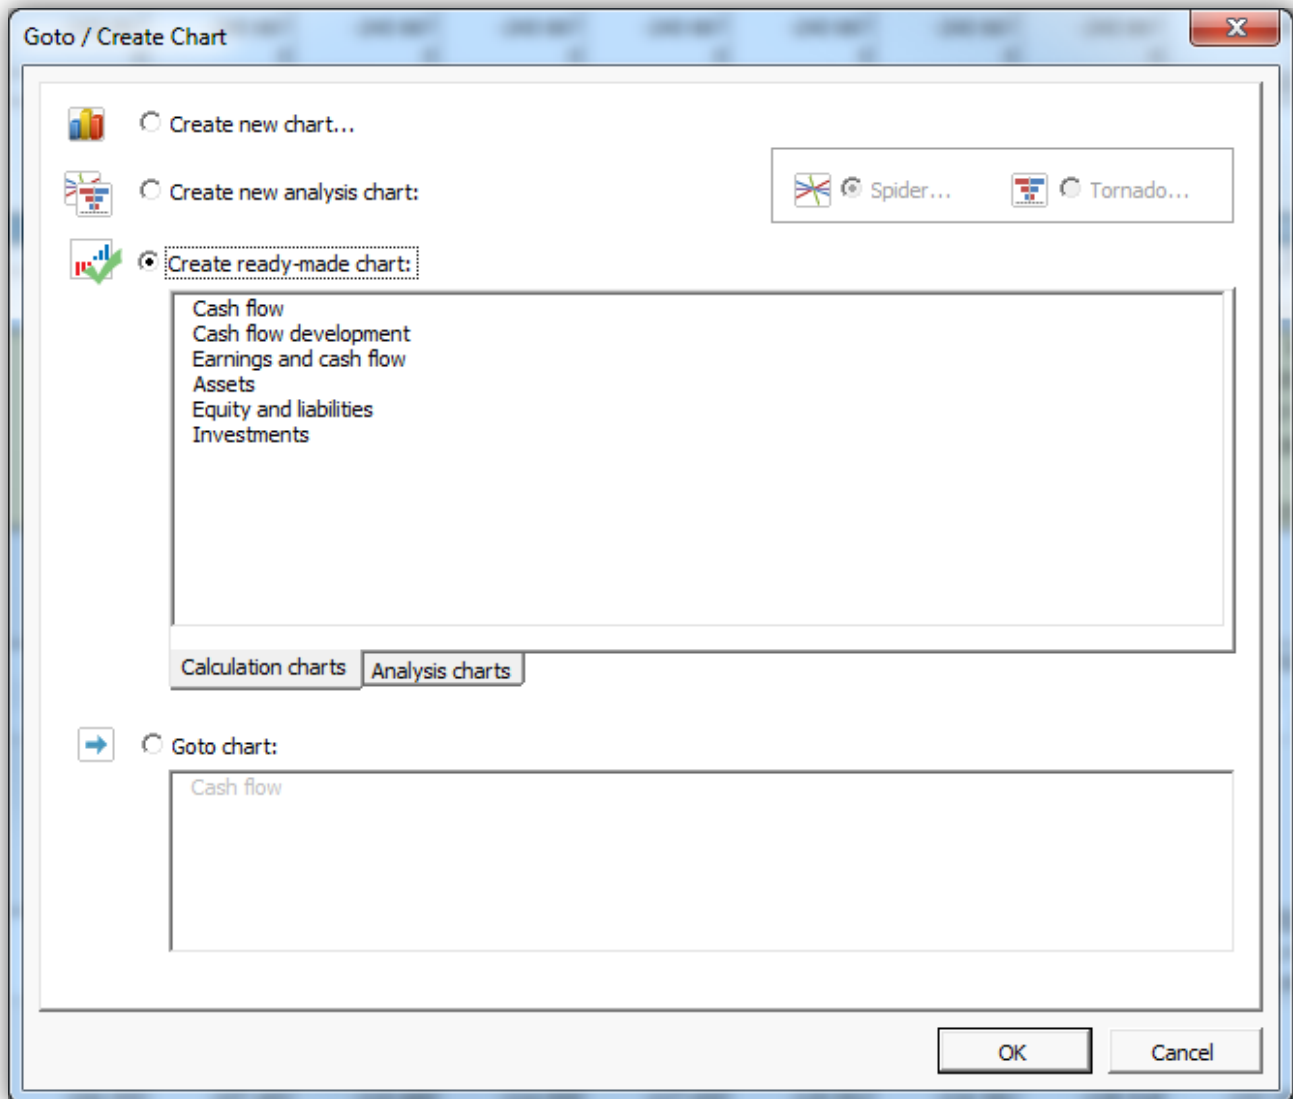 Goto / Create Chart
Create new chart...
Create new analysis chart:
Spider...
Tornado...
Create ready-made chart:
Cash flow
Cash flow development
Earnings and cash flow
Assets
Equity and liabilities
Investments
Calculation charts
Analysis charts
Goto chart:
Cash flow
OK
Cancel